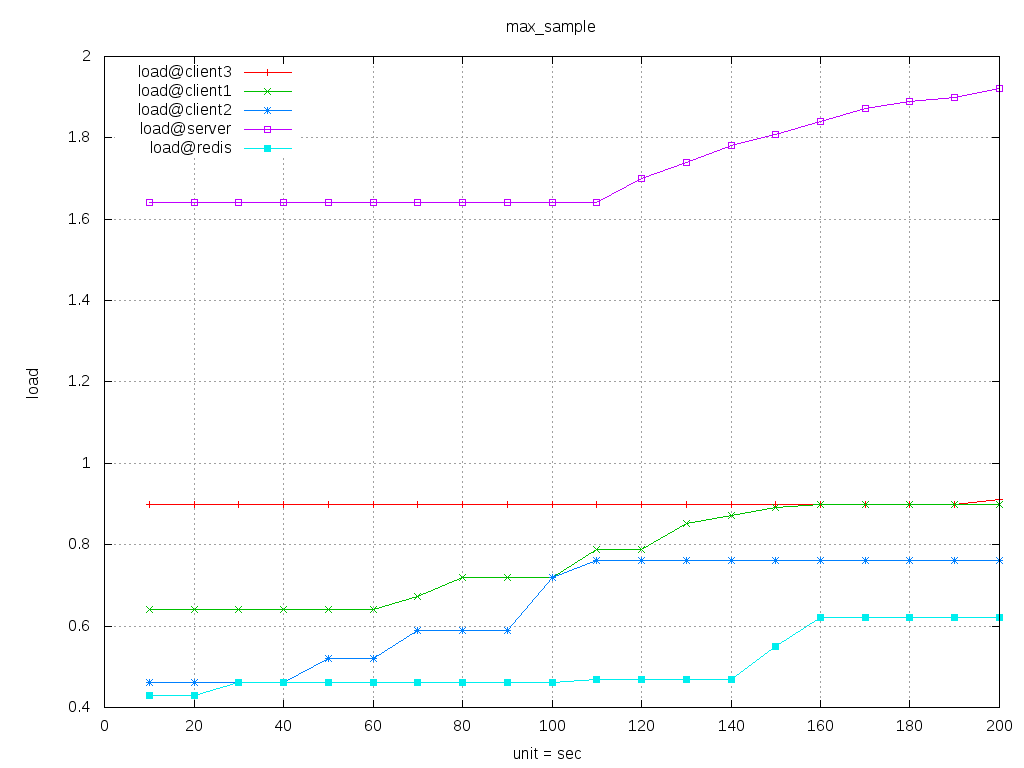 max_sample
load@client3
load@client1
load@client2
load@server
load@redis
2
1.8
1.6
1.4
1.2
1
0.8
0.6
0.4
load
0 20 40 60 80 100 120 140 160 180 200
unit = sec